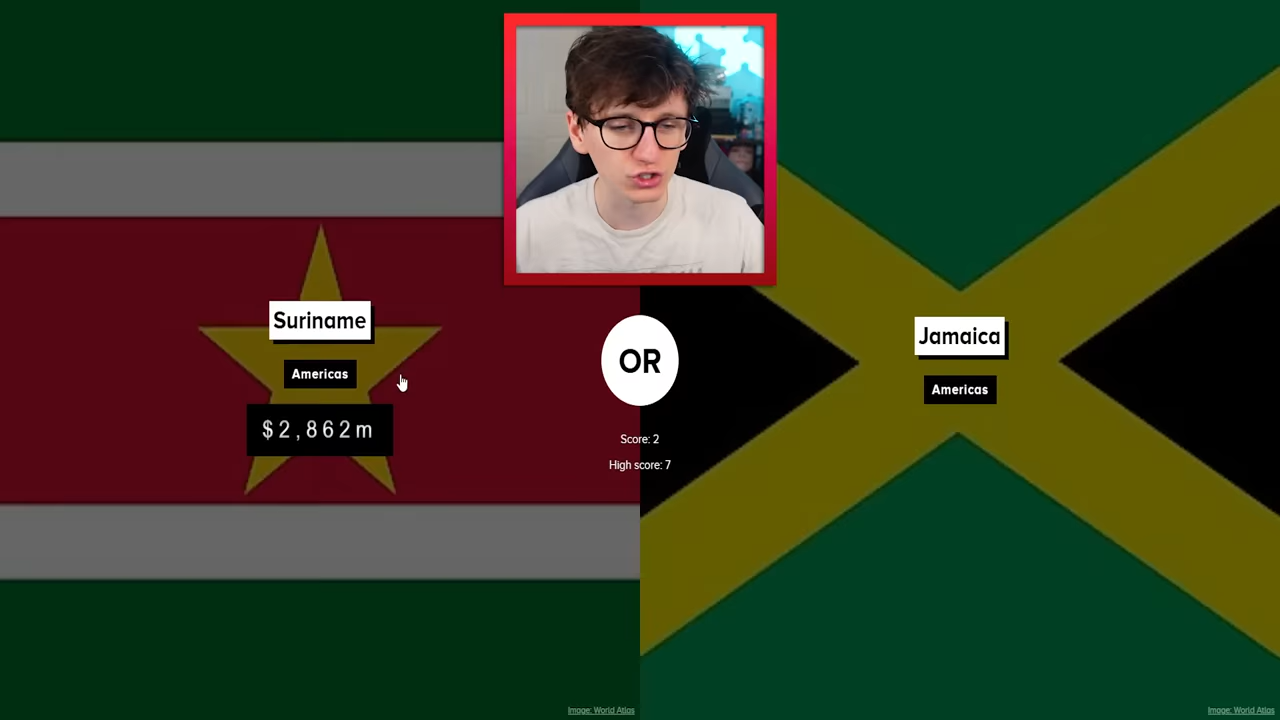 Suriname
Americas
$2,862m
OR
Score: 2
High score: 7
Jamaica
Americas
Image: World Atlas
Image: World Atlas